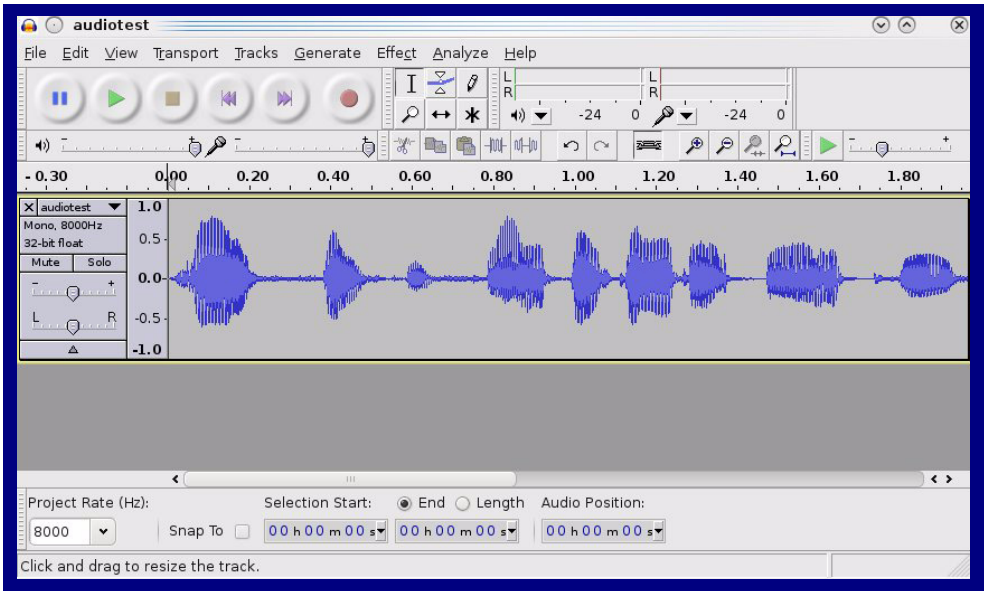 audiotest
File Edit View Transport Tracks Generate Effect Analyze Help
L
R
L
R
-24 0 -24 0
- 0.30 0.00 0.20 0.40 0.60 0.80 1.00 1.20 1.40 1.60 1.80
X audiotest
Mono, 8000Hz
32-bit float
Mute Solo
- +
L R
1.0
0.5
0.0
-0.5
-1.0
Project Rate (Hz): Selection Start: End Length Audio Position:
8000 Snap To 00 h 00 m 00 s 00 h 00 m 00 s 00 h 00 m 00 s
Click and drag to resize the track.